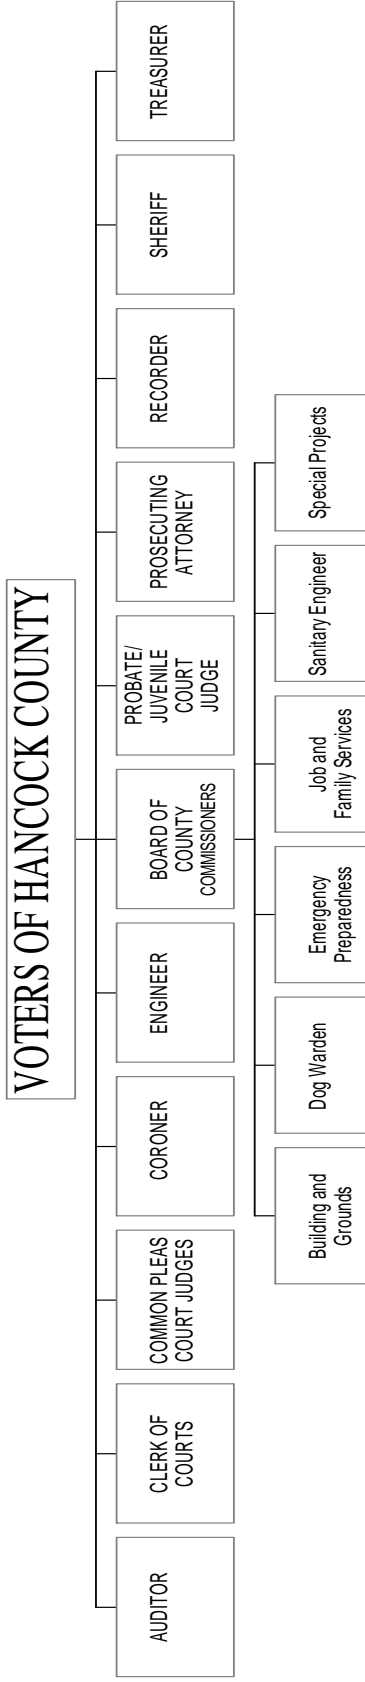 VOTERS OF HANCOCK COUNTY
AUDITOR
CLERK OF
COURTS
COMMON PLEAS
COURT JUDGES
CORONER
ENGINEER
BOARD OF
COUNTY
COMMISSIONERS
PROBATE/
JUVENILE
COURT
JUDGE
PROSECUTING
ATTORNEY
RECORDER
SHERIFF
TREASURER
Building and
Grounds
Dog Warden
Emergency
Preparedness
Job and
Family Services
Sanitary Engineer
Special Projects